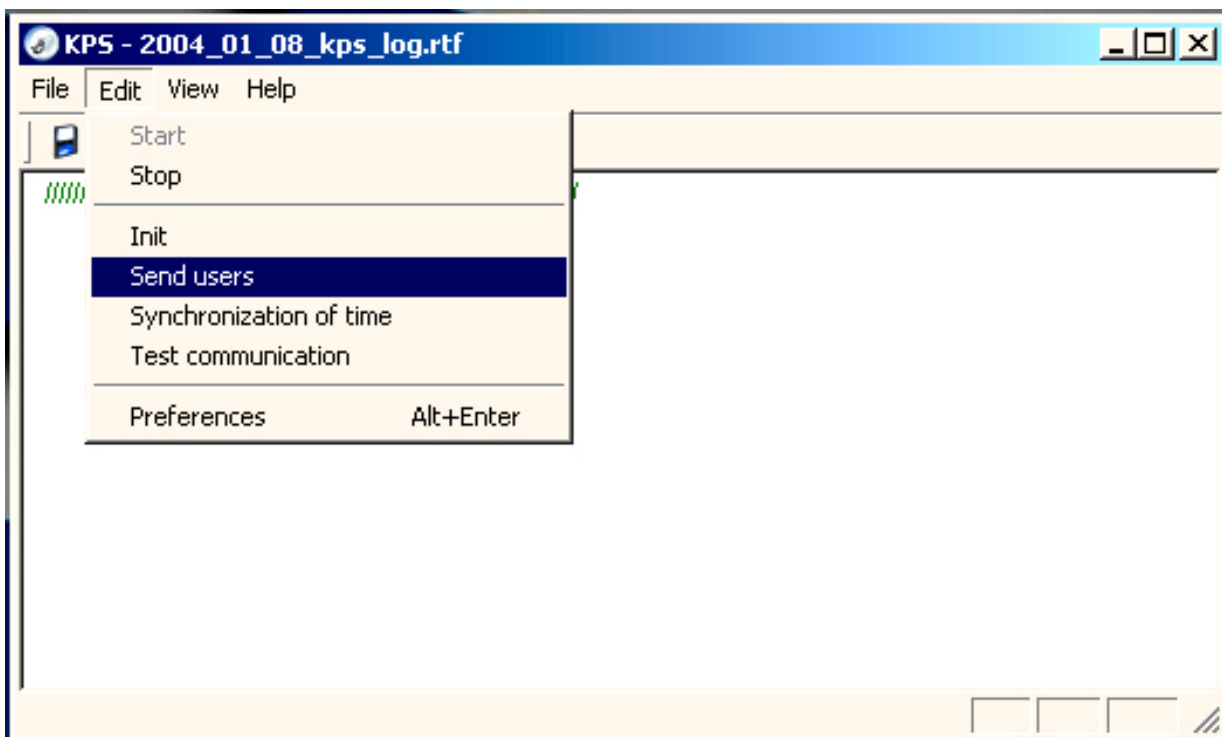 KPS - 2004_01_08_kps_log.rtf
File Edit View Help
Start
Stop
//////
Init
Send users
Synchronization of time
Test communication
Preferences Alt+Enter